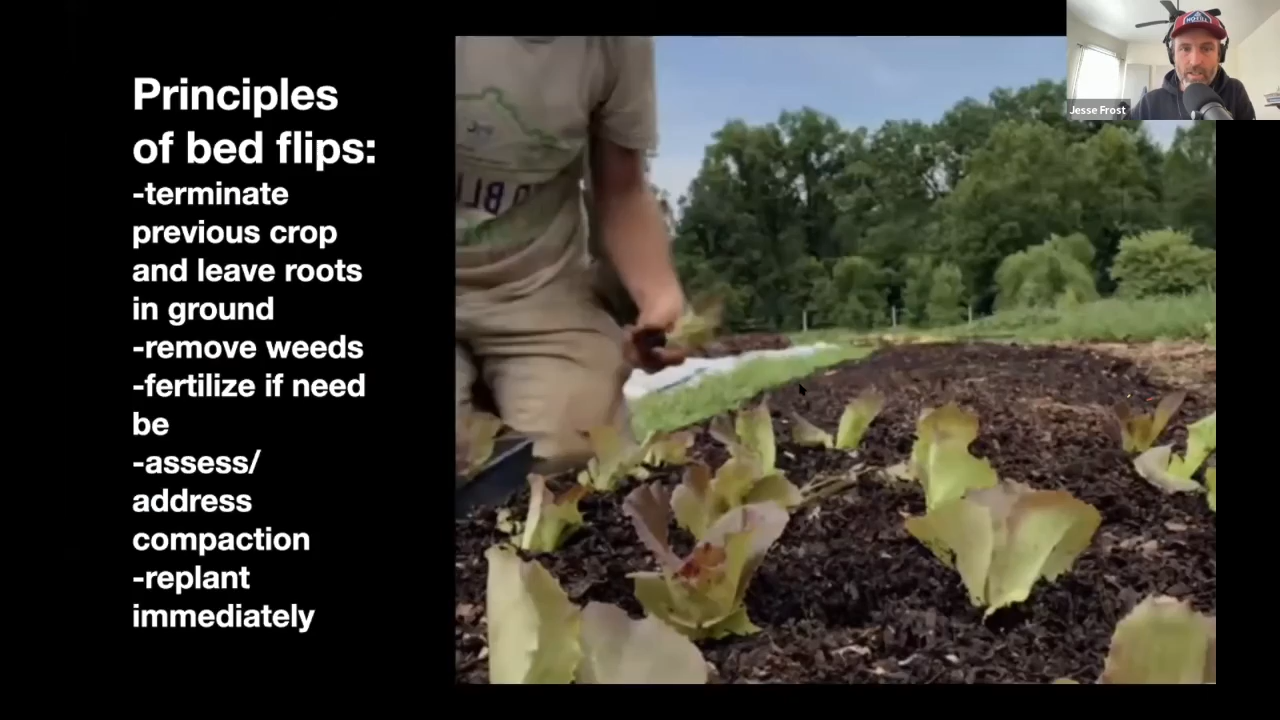 Principles
of bed flips:
-terminate
previous crop
and leave roots
in ground
-remove weeds
-fertilize if need
be
-assess/
address
compaction
-replant
immediately
Jesse Frost